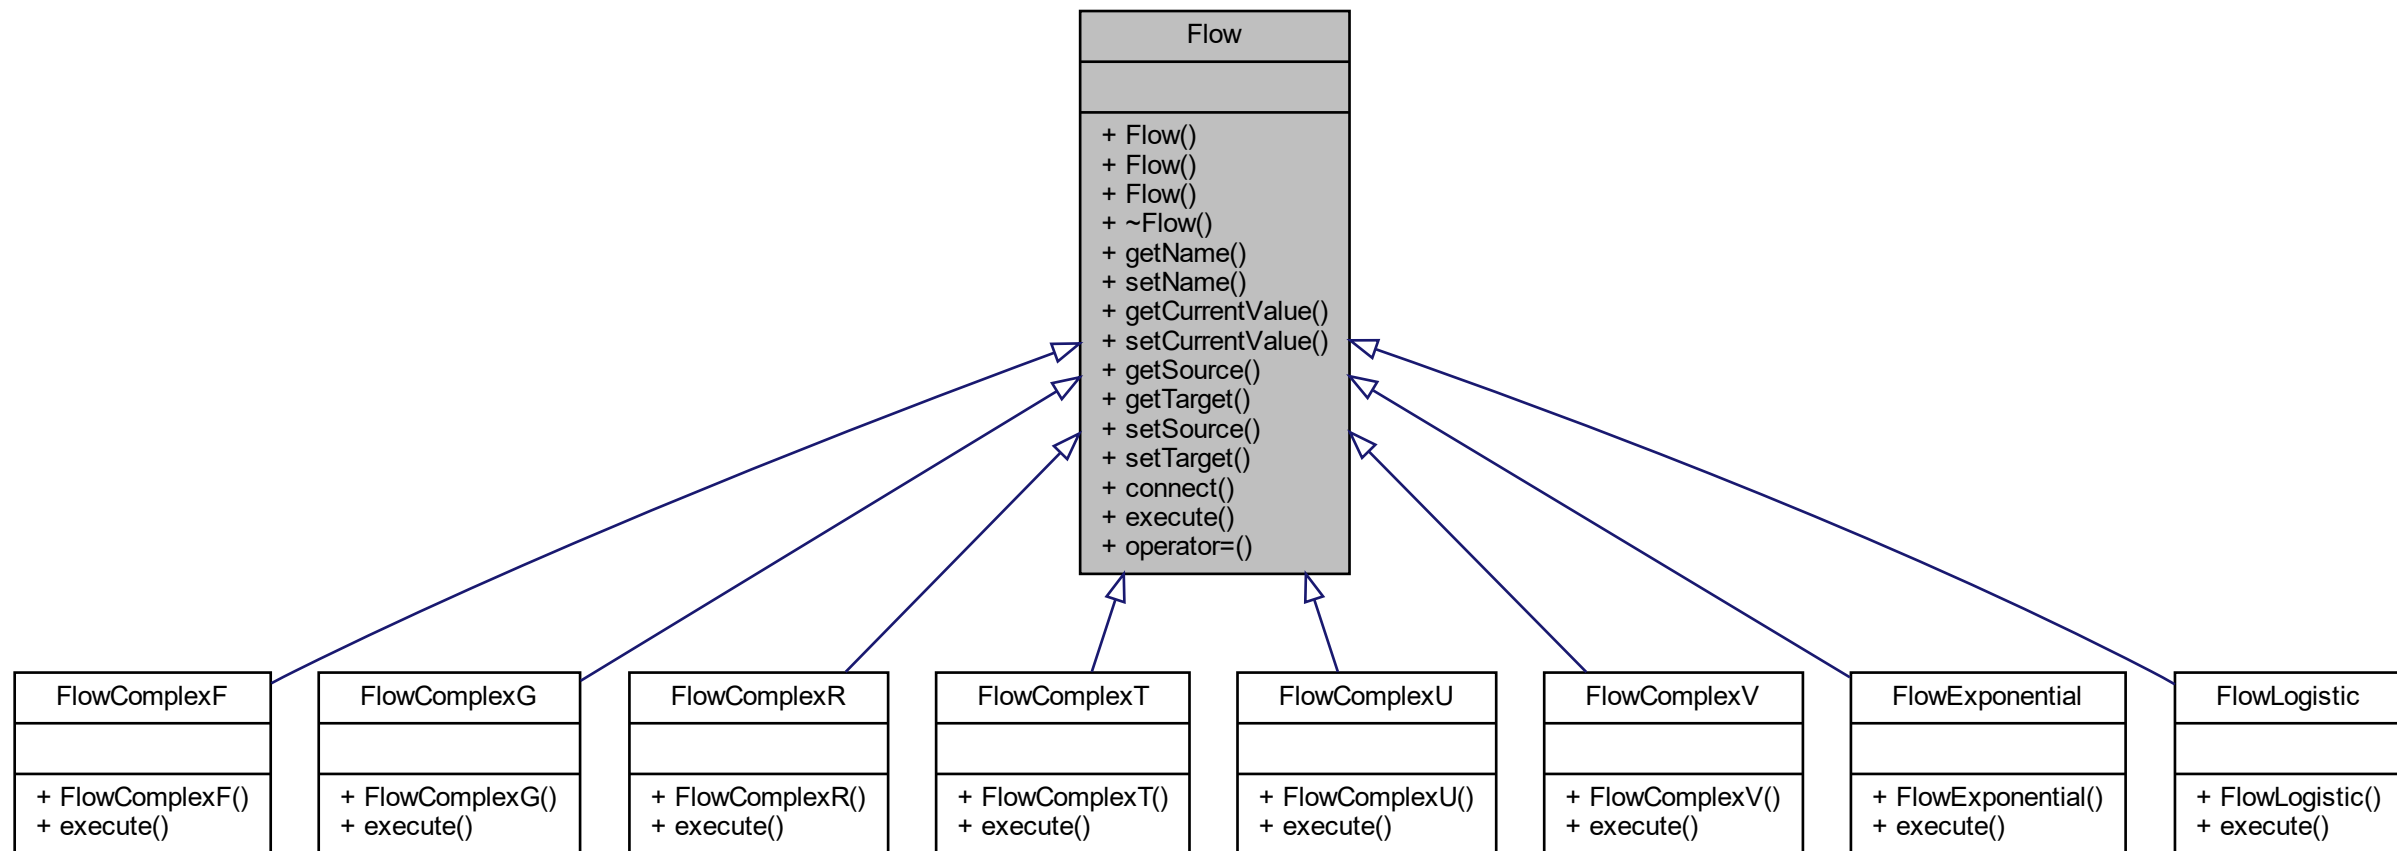 Flow
+ Flow()
+ Flow()
+ Flow()
+ ~Flow()
+ getName()
+ setName()
+ getCurrentValue()
+ setCurrentValue()
+ getSource()
+ getTarget()
+ setSource()
+ setTarget()
+ connect()
+ execute()
+ operator=()
FlowComplexF
+ FlowComplexF()
+ execute()
FlowComplexG
+ FlowComplexG()
+ execute()
FlowComplexR
+ FlowComplexR()
+ execute()
FlowComplexT
+ FlowComplexT()
+ execute()
FlowComplexU
+ FlowComplexU()
+ execute()
FlowComplexV
+ FlowComplexV()
+ execute()
FlowExponential
+ FlowExponential()
+ execute()
FlowLogistic
+ FlowLogistic()
+ execute()